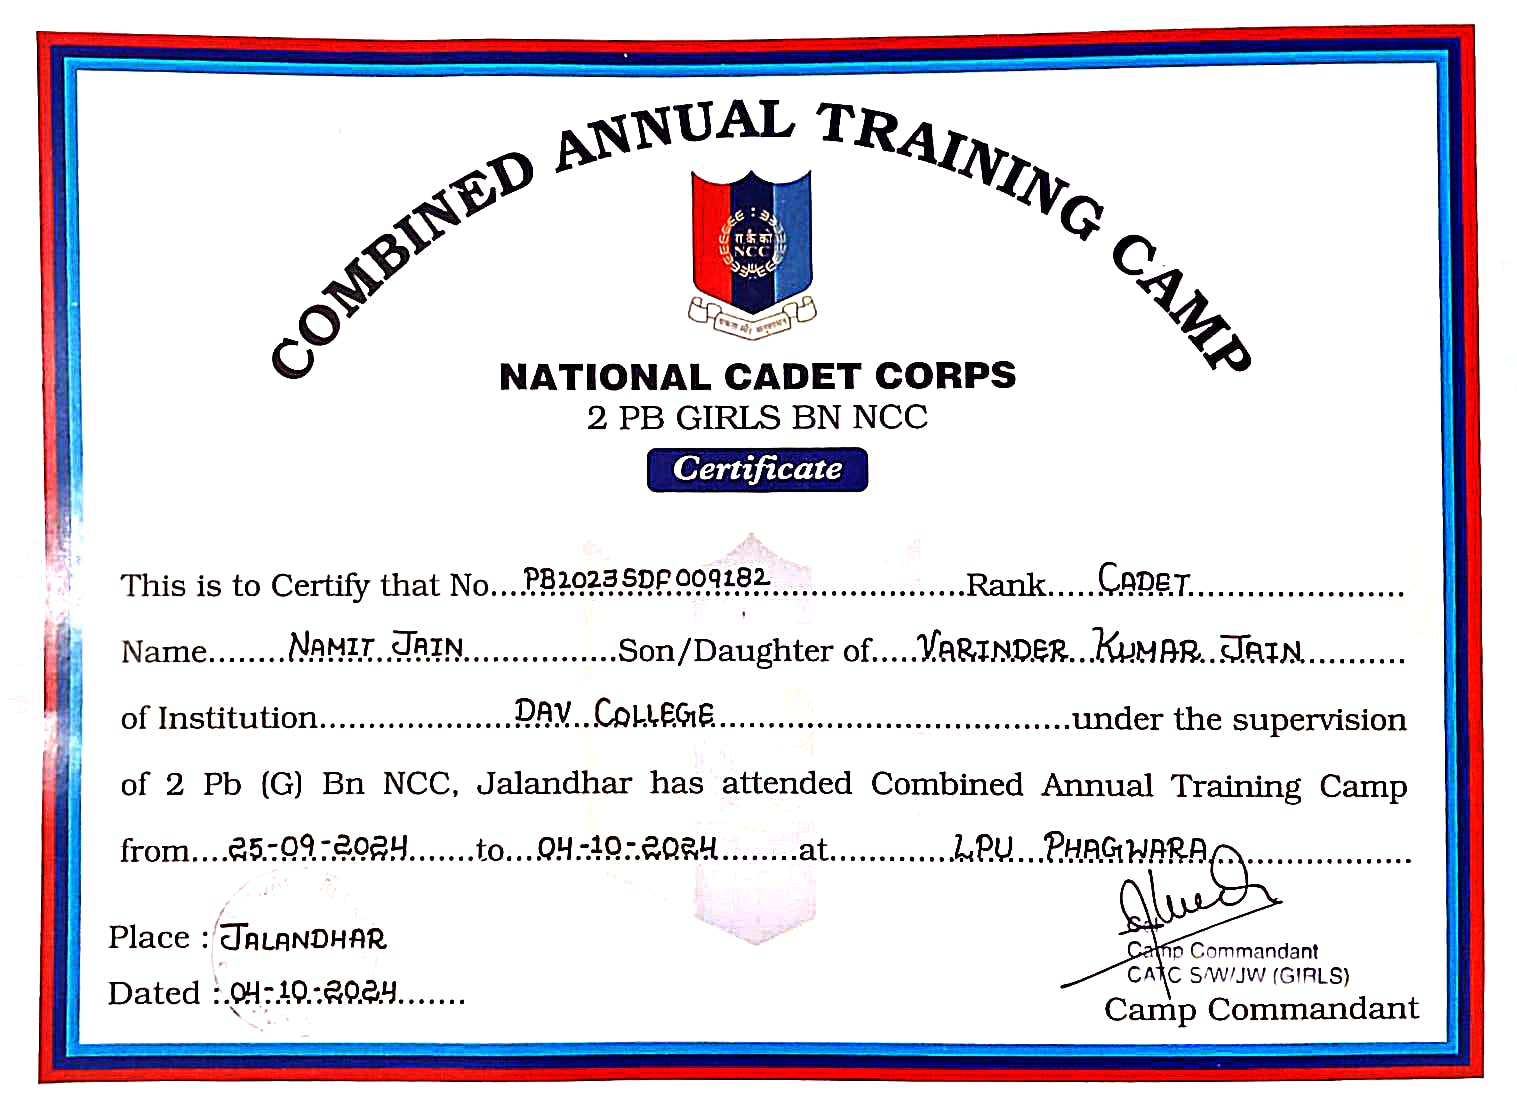 COMBINED ANNUAL TRAINING CAMP
रा कै को
NCC
एकता और अनुशासन
NATIONAL CADET CORPS
2 PB GIRLS BN NCC
Certificate
This is to Certify that No....PB2023SDF009182....................Rank.....CADET......................
Name........NAMIT JAIN...............Son/Daughter of.....VARINDER KUMAR JAIN..........
of Institution....................DAV COLLEGE....................................under the supervision
of 2 Pb (G) Bn NCC, Jalandhar has attended Combined Annual Training Camp
from....25-09-2024.......to...04-10-2024........at.............LPU PHAGWARA....................
Place : JALANDHAR
Camp Commandant
CATC S/W/JW (GIRLS)
Dated :.04-10-2024.......
Camp Commandant